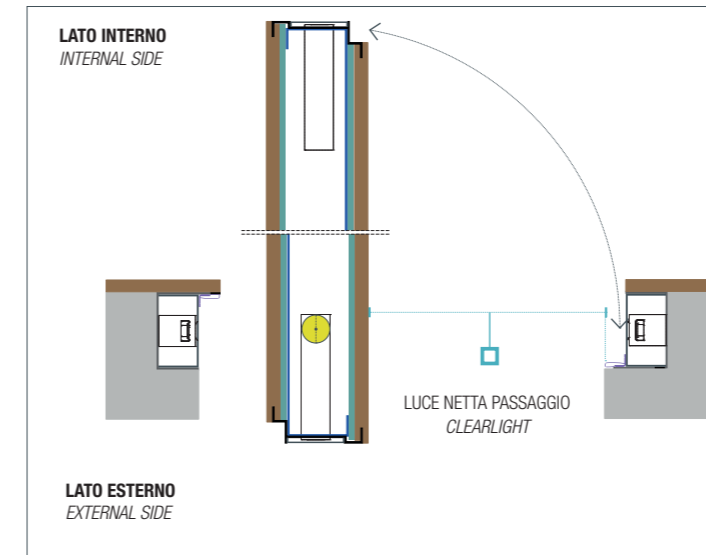 LATO INTERNO
INTERNAL SIDE
LUCE NETTA PASSAGGIO
CLEARLIGHT
LATO ESTERNO
EXTERNAL SIDE